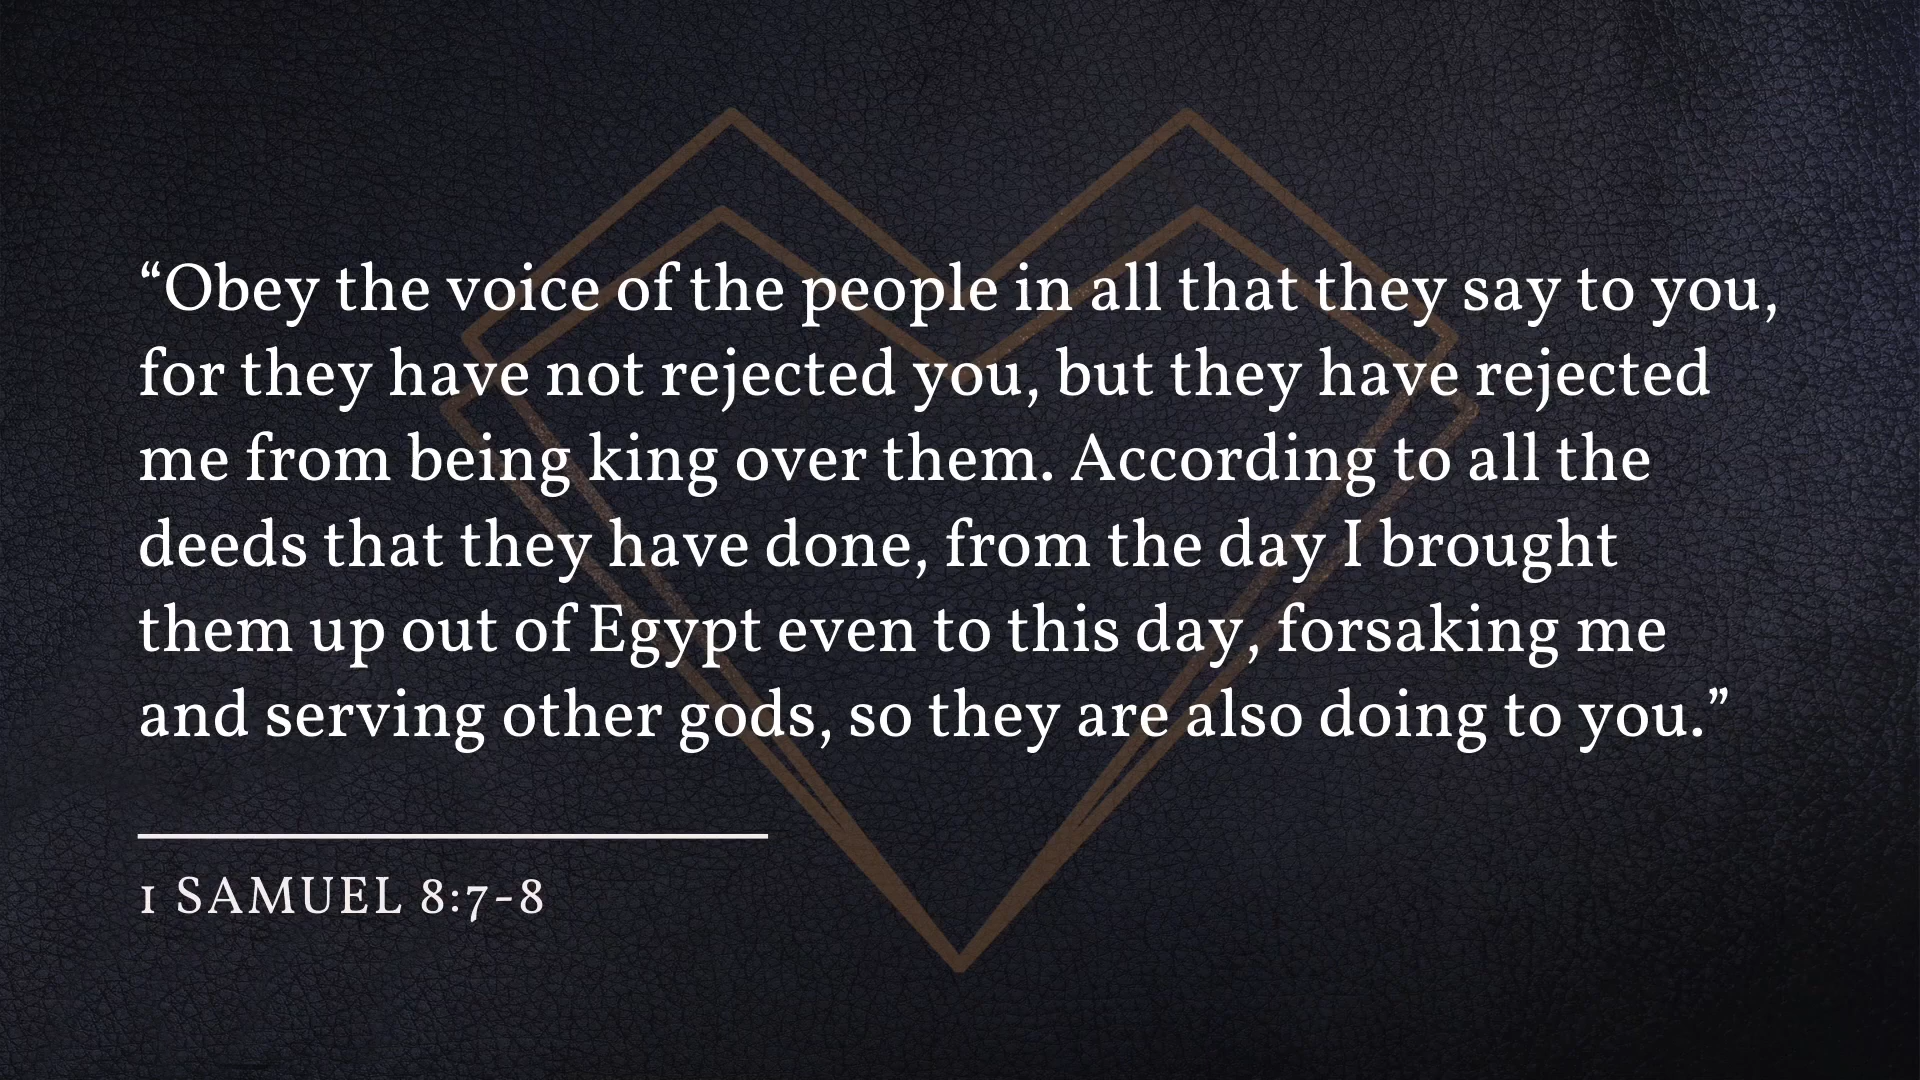 “Obey the voice of the people in all that they say to you,
for they have not rejected you, but they have rejected
me from being king over them. According to all the
deeds that they have done, from the day I brought
them up out of Egypt even to this day, forsaking me
and serving other gods, so they are also doing to you.”
1 SAMUEL 8:7-8